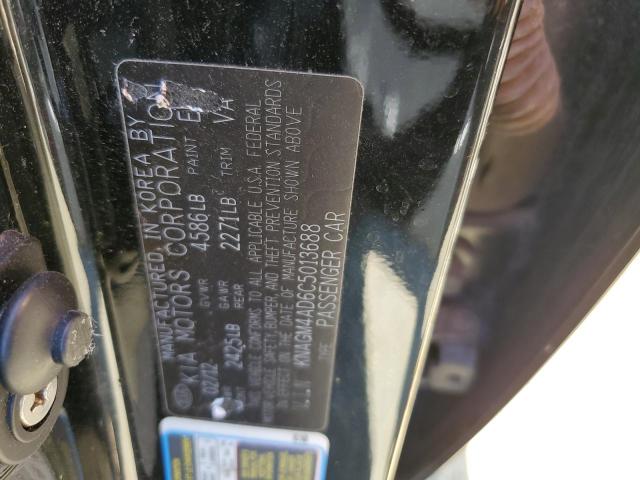 MANUFACTURED IN KOREA BY
KIA MOTORS CORPORATION
02/12 GVWR 4586LB PAINT E
2425LB GAWR REAR 2271LB TRIM VA
THIS VEHICLE CONFORMS TO ALL APPLICABLE U.S.A. FEDERAL
MOTOR VEHICLE SAFETY, BUMPER, AND THEFT PREVENTION STANDARDS
IN EFFECT ON THE DATE OF MANUFACTURE SHOWN ABOVE
KNAGM4AD6C5013688
TYPE PASSENGER CAR